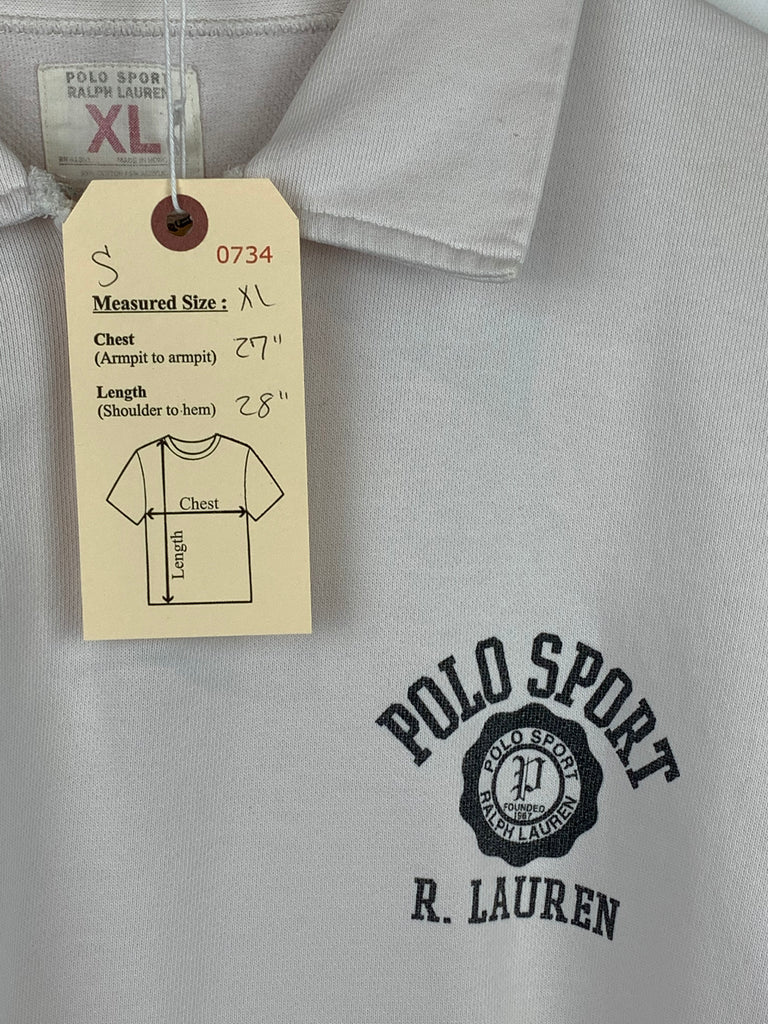 POLO SPORT
RALPH LAUREN
XL
MADE IN
S
0734
Measured Size : XL
Chest 27"
(Armpit to armpit)
Length 28"
(Shoulder to hem)
Chest
Length
POLO SPORT
POLO SPORT
P
FOUNDED
1967
RALPH LAUREN
R. LAUREN